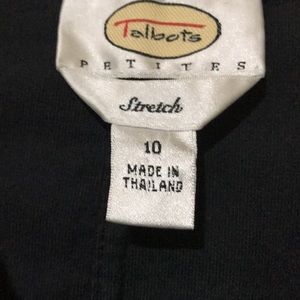 Talbots
PETITES
Stretch
10
MADE IN
THAILAND